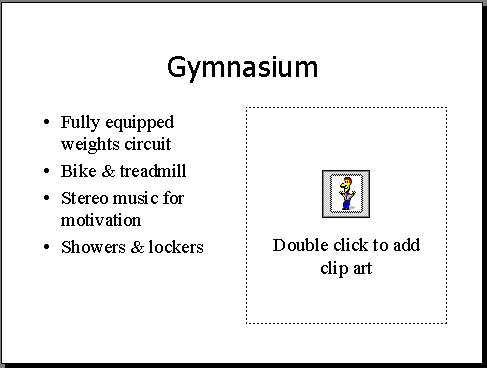 Gymnasium
• Fully equipped
weights circuit
• Bike & treadmill
• Stereo music for
motivation
• Showers & lockers
Double click to add
clip art